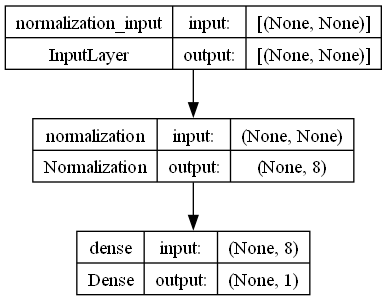 normalization_input input: [(None, None)]
InputLayer output: [(None, None)]
normalization input: (None, None)
Normalization output: (None, 8)
dense input: (None, 8)
Dense output: (None, 1)